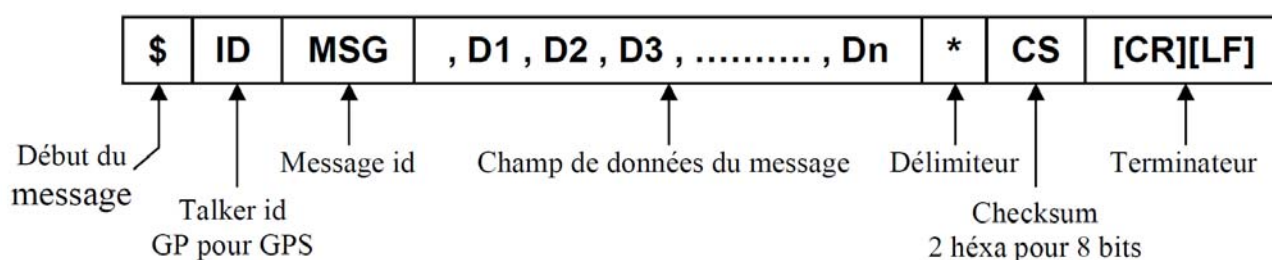 $ ID MSG , D1 , D2 , D3 , .......... , Dn * CS [CR][LF]
Début du
message
Talker id
GP pour GPS
Message id
Champ de données du message
Délimiteur
Checksum
2 héxa pour 8 bits
Terminateur